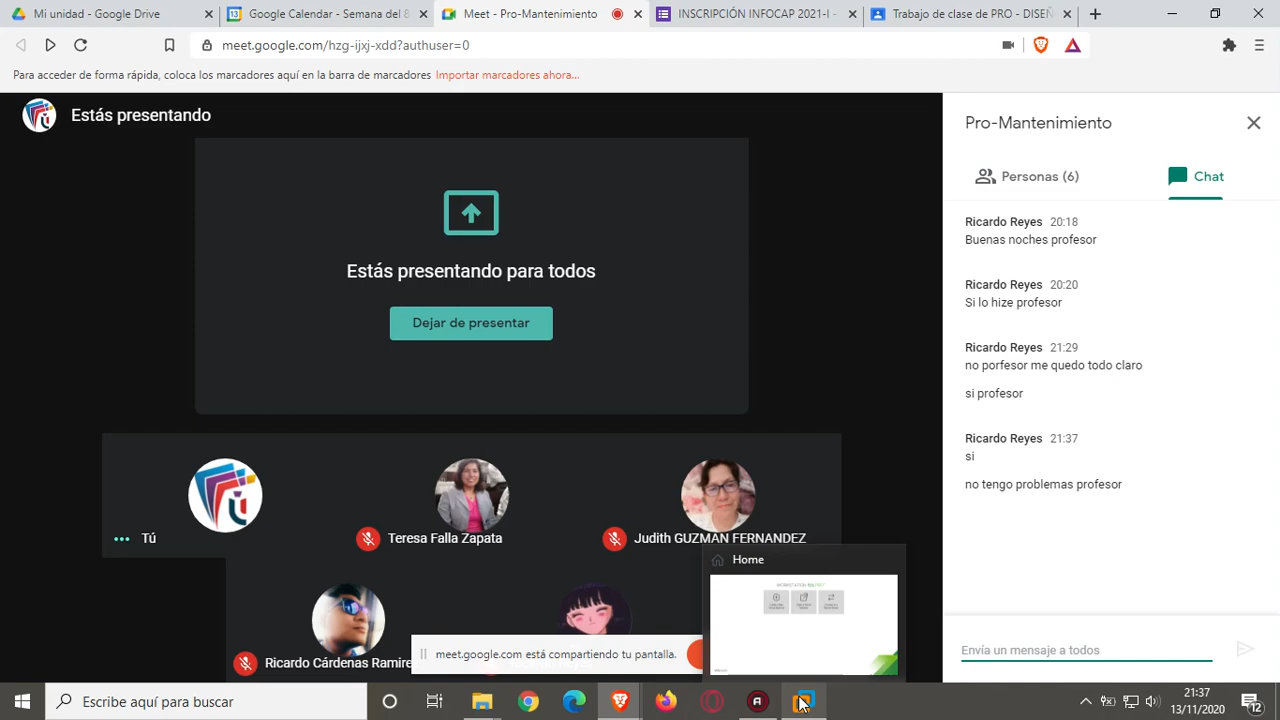 Mi unidad - Google Drive
Google Calendar - Semana del 8
Meet - Pro-Mantenimiento
INSCRIPCIÓN INFOCAP 2021-I -
Trabajo de clase de PRO - DISEÑ
meet.google.com/hzg-ijxj-xdd?authuser=0
Para acceder de forma rápida, coloca los marcadores aquí en la barra de marcadores Importar marcadores ahora...
Estás presentando
Estás presentando para todos
Dejar de presentar
Tú
Teresa Falla Zapata
Judith GUZMÁN FERNANDEZ
Ricardo Cárdenas Ramire
Home
meet.google.com está compartiendo tu pantalla.
Pro-Mantenimiento
Personas (6)
Chat
Ricardo Reyes 20:18
Buenas noches profesor
Ricardo Reyes 20:20
Si lo hize profesor
Ricardo Reyes 21:29
no porfesor me quedo todo claro
si profesor
Ricardo Reyes 21:37
si
no tengo problemas profesor
Envía un mensaje a todos
Escribe aquí para buscar
21:37
13/11/2020
12